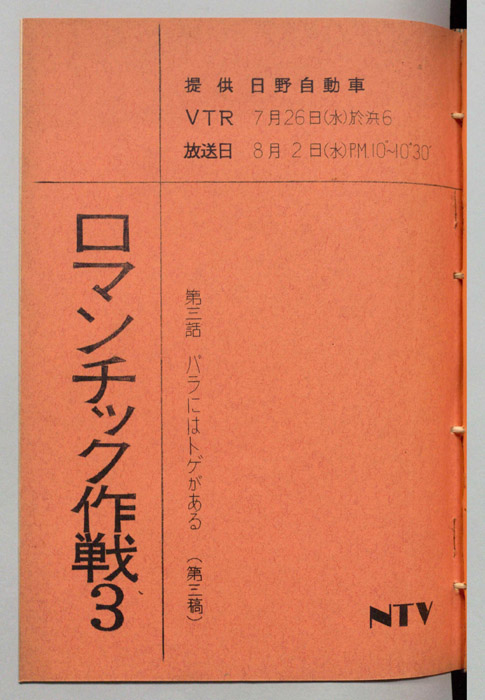 提供 日野自動車
VTR 7月26日(水)於浜6
放送日 8月2日(水)P.M.10°~10°30′
ロマンチック作戦3
第三話 バラにはトゲがある (第三稿)
NTV